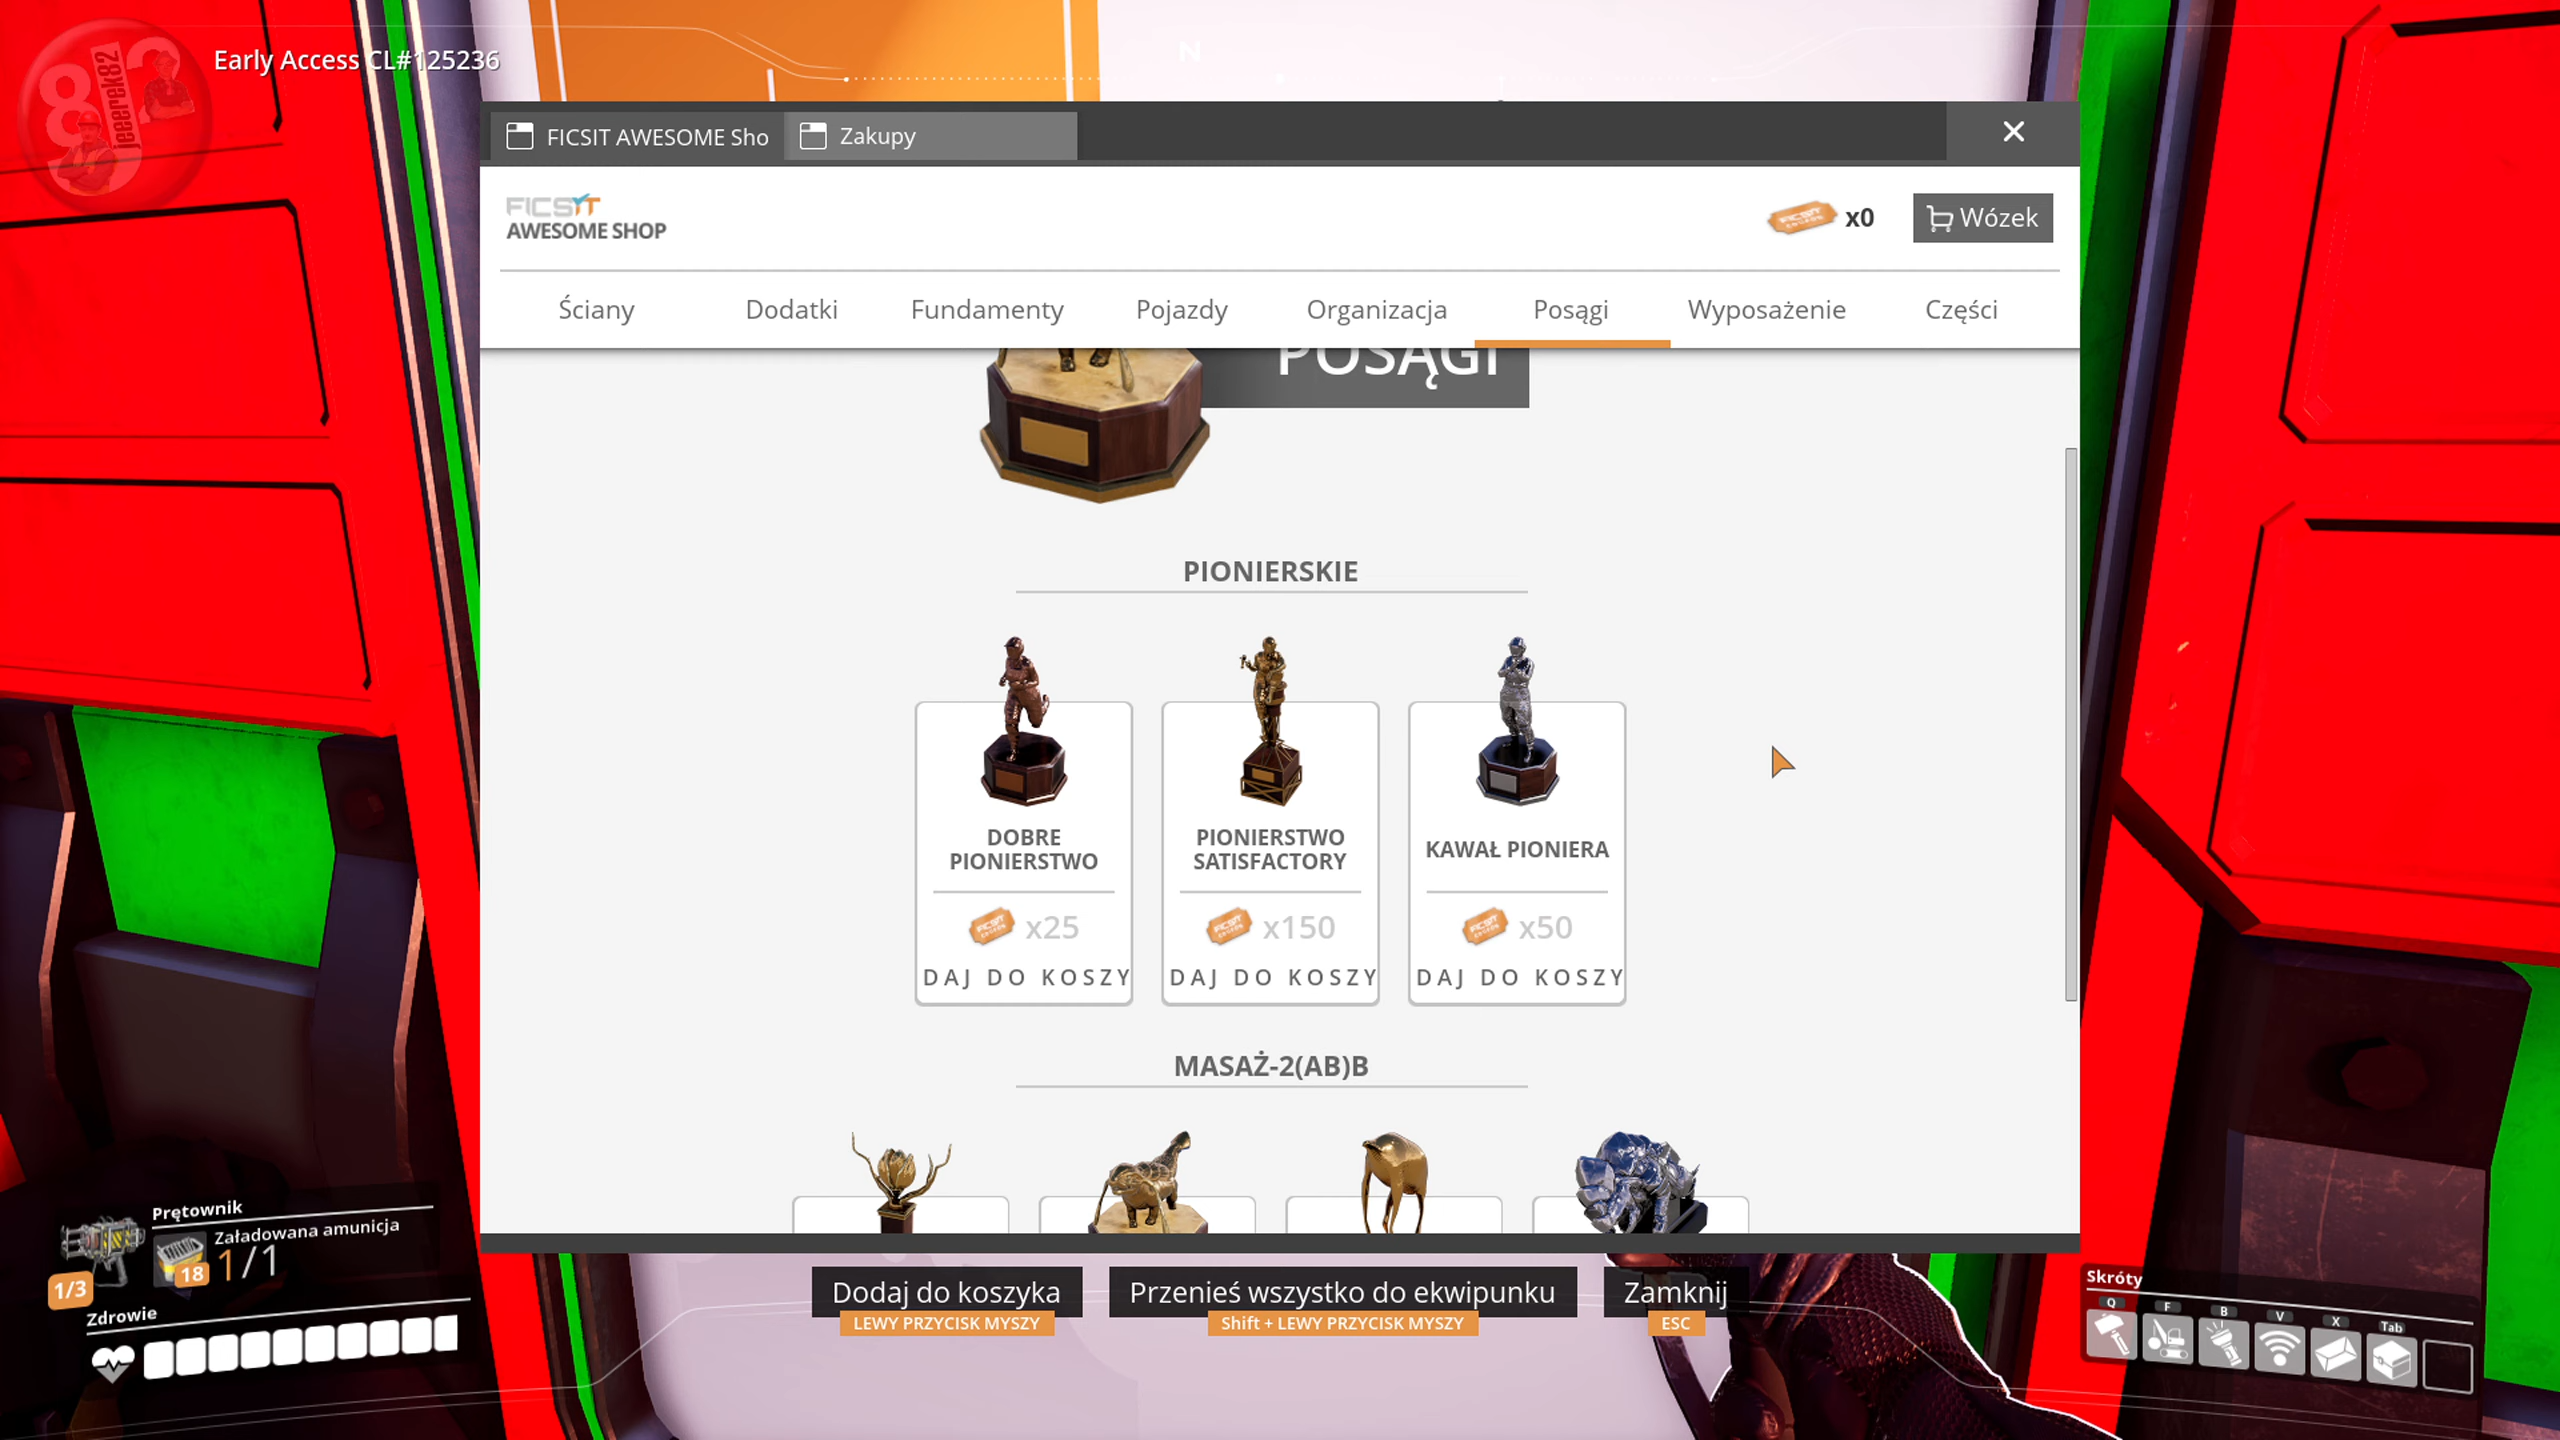 Early Access CL#125236
N
jeeerek82
FICSIT AWESOME Sho
Zakupy
FICSIT
AWESOME SHOP
x0
Wózek
Ściany
Dodatki
Fundamenty
Pojazdy
Organizacja
Posągi
Wyposażenie
Części
POSĄGI
PIONIERSKIE
DOBRE
PIONIERSTWO
x25
DAJ DO KOSZY
PIONIERSTWO
SATISFACTORY
x150
DAJ DO KOSZY
KAWAŁ PIONIERA
x50
DAJ DO KOSZY
MASAŻ-2(AB)B
Prętownik
Załadowana amunicja
18
1/1
1/3
Zdrowie
Dodaj do koszyka
LEWY PRZYCISK MYSZY
Przenieś wszystko do ekwipunku
Shift + LEWY PRZYCISK MYSZY
Zamknij
ESC
Skróty
Q
F
B
V
X
Tab